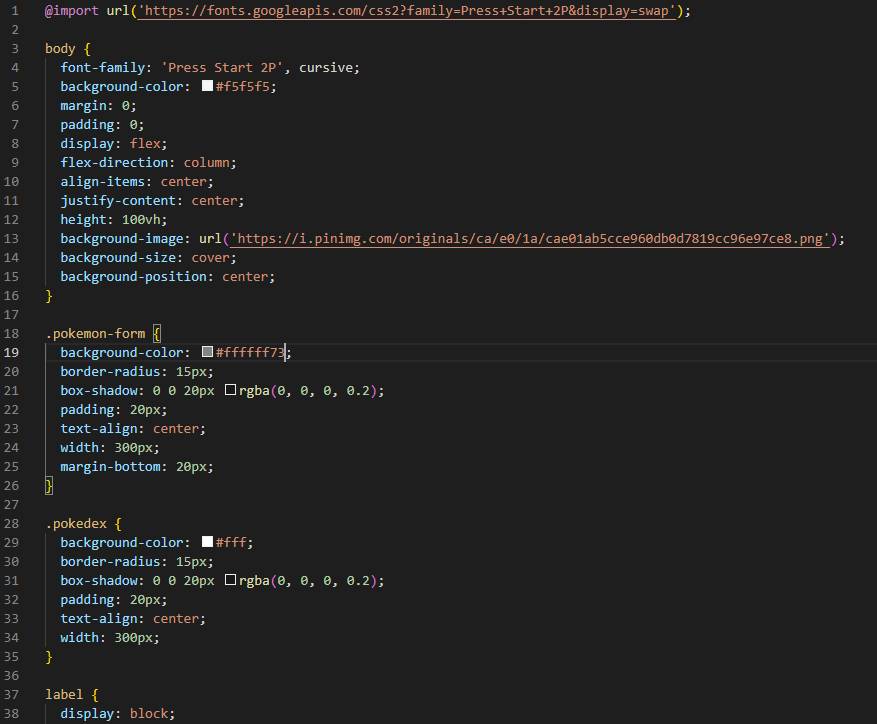 1 @import url('https://fonts.googleapis.com/css2?family=Press+Start+2P&display=swap');
2
3 body {
4 font-family: 'Press Start 2P', cursive;
5 background-color: #f5f5f5;
6 margin: 0;
7 padding: 0;
8 display: flex;
9 flex-direction: column;
10 align-items: center;
11 justify-content: center;
12 height: 100vh;
13 background-image: url('https://i.pinimg.com/originals/ca/e0/1a/cae01ab5cce960db0d7819cc96e97ce8.png');
14 background-size: cover;
15 background-position: center;
16 }
17
18 .pokemon-form {
19 background-color: #ffffff73;
20 border-radius: 15px;
21 box-shadow: 0 0 20px rgba(0, 0, 0, 0.2);
22 padding: 20px;
23 text-align: center;
24 width: 300px;
25 margin-bottom: 20px;
26 }
27
28 .pokedex {
29 background-color: #fff;
30 border-radius: 15px;
31 box-shadow: 0 0 20px rgba(0, 0, 0, 0.2);
32 padding: 20px;
33 text-align: center;
34 width: 300px;
35 }
36
37 label {
38 display: block;